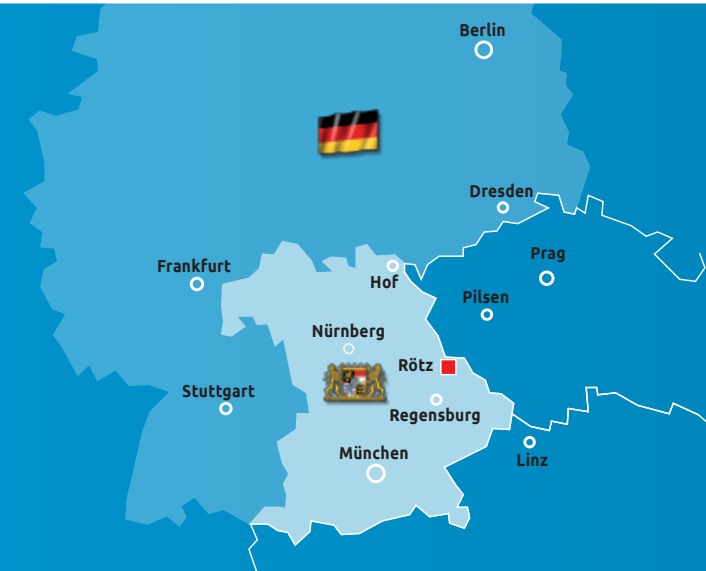 Berlin
Dresden
Prag
Frankfurt
Hof
Pilsen
Nürnberg
Rötz
Stuttgart
Regensburg
München
Linz